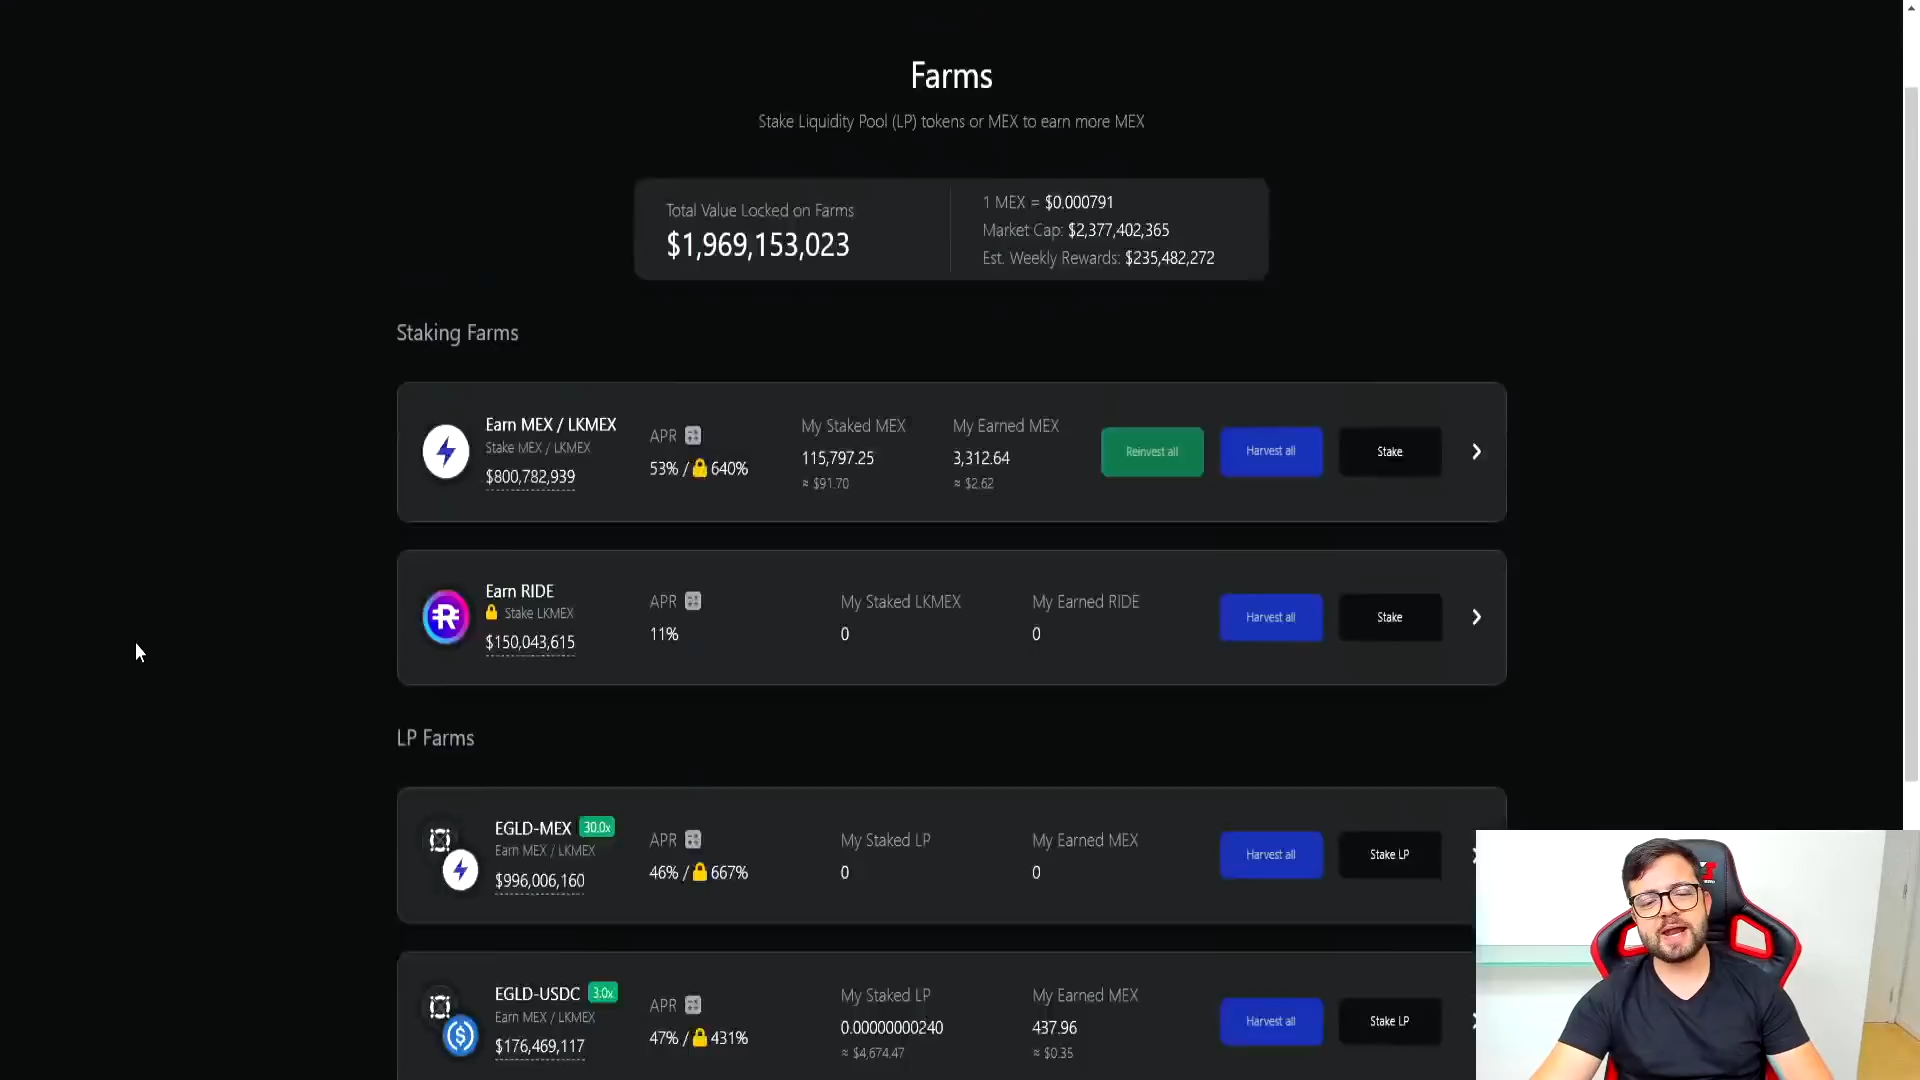 Farms
Stake Liquidity Pool (LP) tokens or MEX to earn more MEX
Total Value Locked on Farms
$1,969,153,023
1 MEX = $0.000791
Market Cap: $2,377,402,365
Est. Weekly Rewards: $235,482,272
Staking Farms
Earn MEX / LKMEX
Stake MEX / LKMEX
$800,782,939
APR
53% / 640%
My Staked MEX
115,797.25
≈ $91.70
My Earned MEX
3,312.64
≈ $2.62
Reinvest all
Harvest all
Stake
Earn RIDE
Stake LKMEX
$150,043,615
APR
11%
My Staked LKMEX
0
My Earned RIDE
0
Harvest all
Stake
LP Farms
EGLD-MEX 30.0x
Earn MEX / LKMEX
$996,006,160
APR
46% / 667%
My Staked LP
0
My Earned MEX
0
Harvest all
Stake LP
EGLD-USDC 3.0x
Earn MEX / LKMEX
$176,469,117
APR
47% / 431%
My Staked LP
0.00000000240
≈ $4,674.47
My Earned MEX
437.96
≈ $0.35
Harvest all
Stake LP